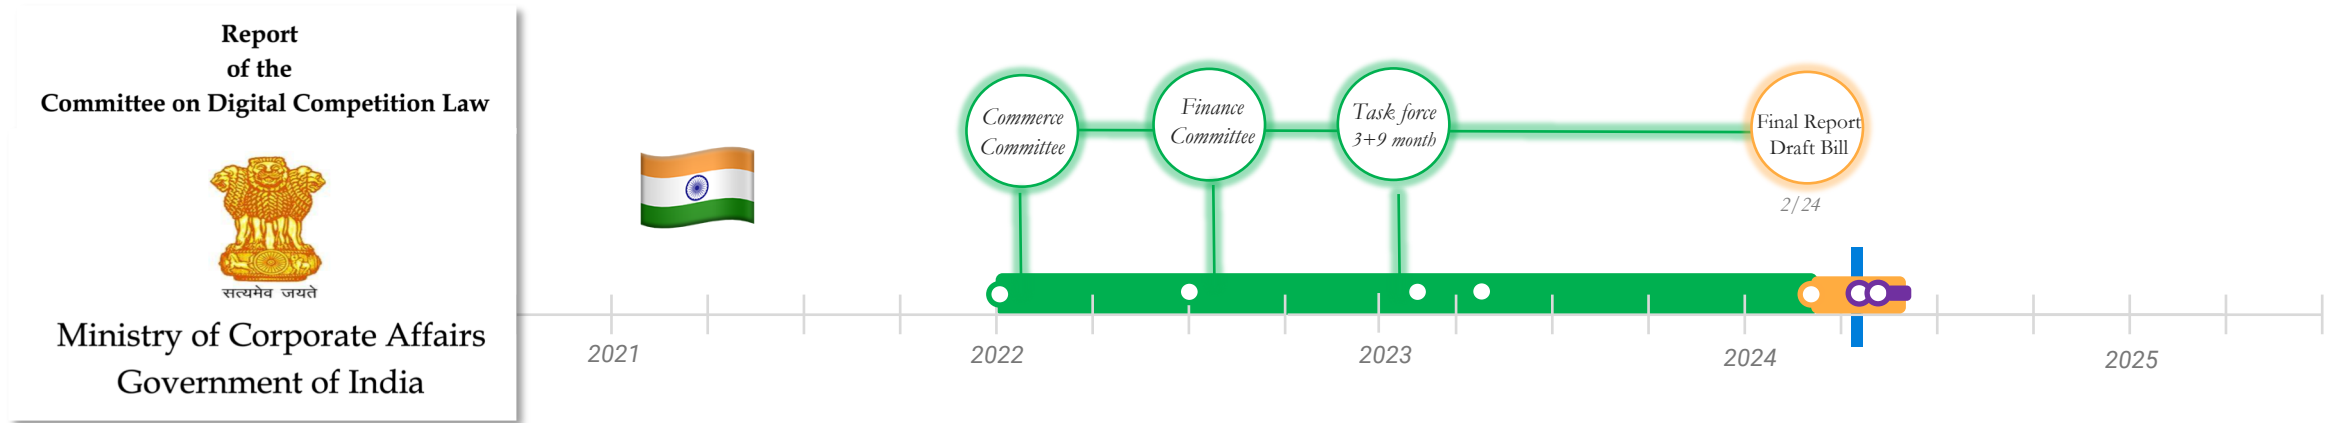 Report
of the
Committee on Digital Competition Law
सत्यमेव जयते
Ministry of Corporate Affairs
Government of India
Commerce
Committee
Finance
Committee
Task force
3+9 month
Final Report
Draft Bill
2/24
2021
2022
2023
2024
2025